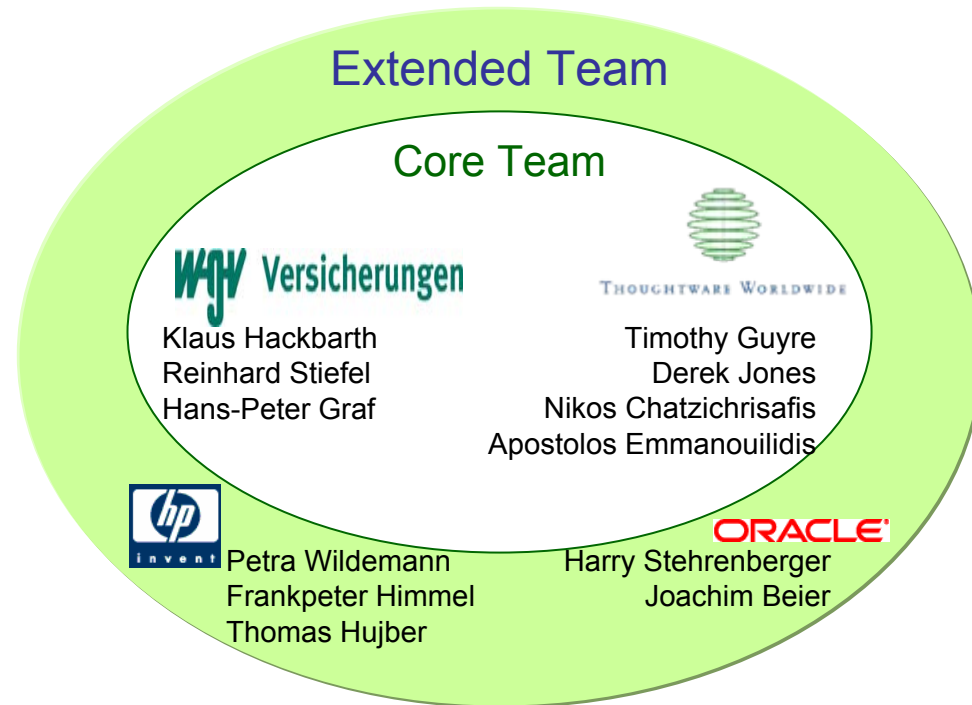 Extended Team
Core Team
WGV Versicherungen
THOUGHTWARE WORLDWIDE
Klaus Hackbarth
Reinhard Stiefel
Hans-Peter Graf
Timothy Guyre
Derek Jones
Nikos Chatzichrisafis
Apostolos Emmanouilidis
hp
invent
Petra Wildemann
Frankpeter Himmel
Thomas Hujber
ORACLE
Harry Stehrenberger
Joachim Beier